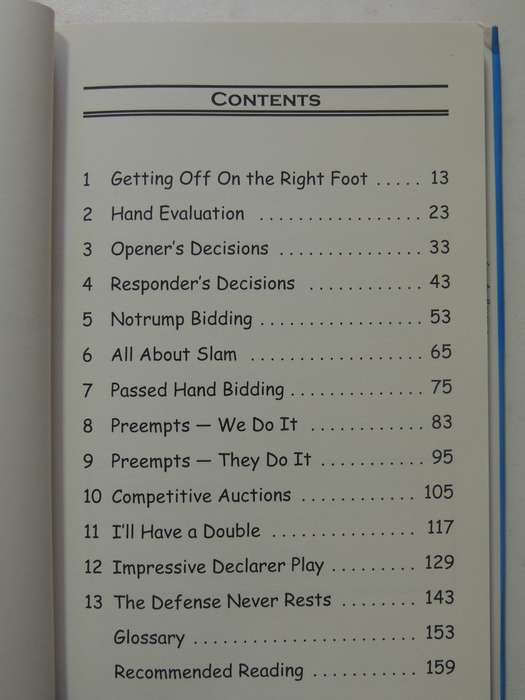 CONTENTS
1 Getting Off On the Right Foot ..... 13
2 Hand Evaluation ................ 23
3 Opener's Decisions .............. 33
4 Responder's Decisions ........... 43
5 Notrump Bidding ................ 53
6 All About Slam ................. 65
7 Passed Hand Bidding ............. 75
8 Preempts — We Do It ........... 83
9 Preempts — They Do It .......... 95
10 Competitive Auctions ........... 105
11 I'll Have a Double .............. 117
12 Impressive Declarer Play ......... 129
13 The Defense Never Rests ........ 143
Glossary ...................... 153
Recommended Reading ........... 159